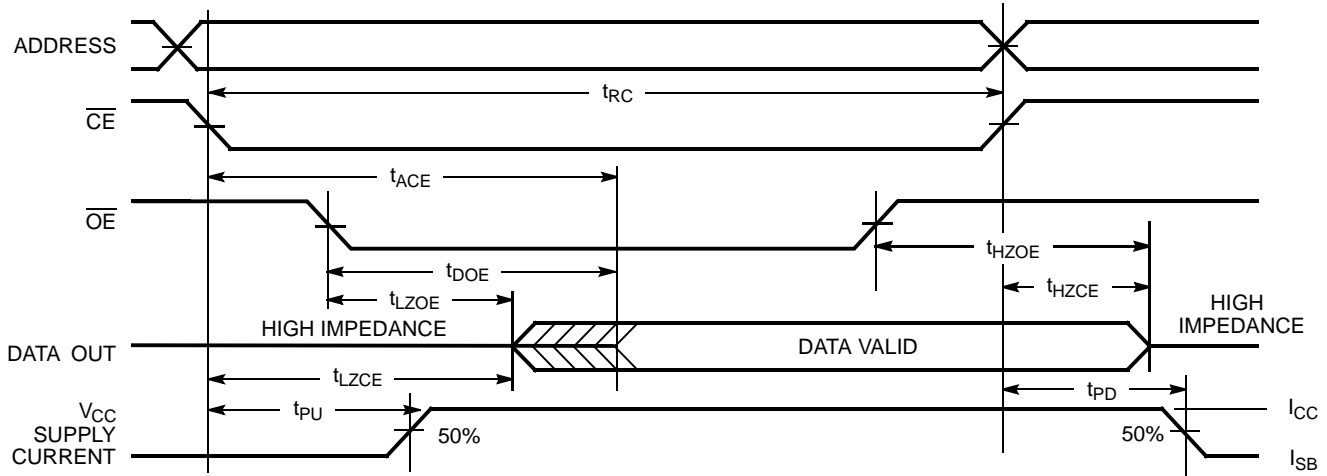 ADDRESS
tRC
CE
tACE
OE
tHZOE
tDOE
tLZOE
tHZCE
HIGH IMPEDANCE
HIGH
IMPEDANCE
DATA OUT
DATA VALID
tLZCE
tPD
VCC
SUPPLY
CURRENT
tPU
50%
50%
ICC
ISB